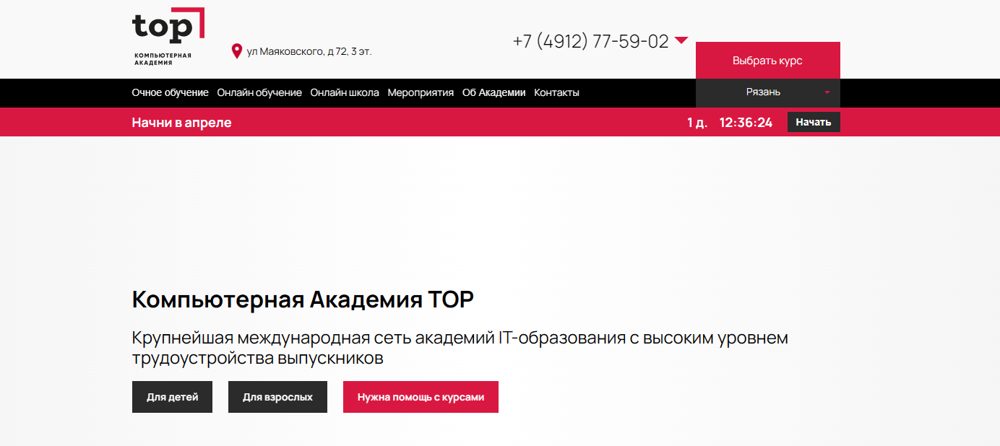 top
КОМПЬЮТЕРНАЯ
АКАДЕМИЯ
ул Маяковского, д 72, 3 эт.
+7 (4912) 77-59-02
Выбрать курс
Очное обучение Онлайн обучение Онлайн школа Мероприятия Об Академии Контакты
Рязань
Начни в апреле
1 д. 12:36:24
Начать
Компьютерная Академия TOP
Крупнейшая международная сеть академий IT-образования с высоким уровнем
трудоустройства выпускников
Для детей
Для взрослых
Нужна помощь с курсами